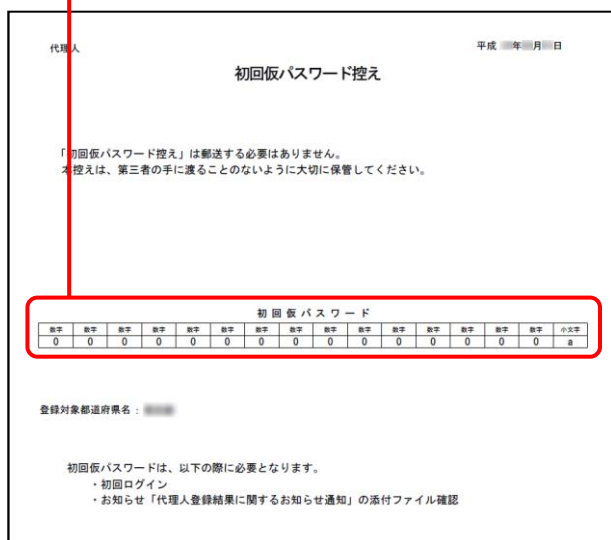 代理人
平成 年 月 日
初回仮パスワード控え
「初回仮パスワード控え」は郵送する必要はありません。
本控えは、第三者の手に渡ることのないように大切に保管してください。
初回仮パスワード
数字 数字 数字 数字 数字 数字 数字 数字 数字 数字 数字 数字 数字 数字 数字 小文字
0 0 0 0 0 0 0 0 0 0 0 0 0 0 0 a
登録対象都道府県名：
初回仮パスワードは、以下の際に必要となります。
・初回ログイン
・お知らせ「代理人登録結果に関するお知らせ通知」の添付ファイル確認